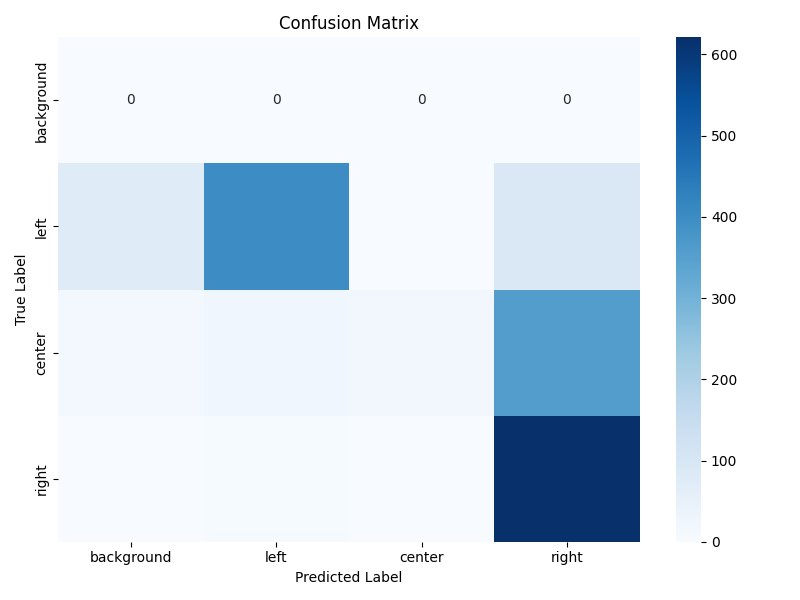 Confusion Matrix
background
0 0 0 0
left
center
right
True Label
background left center right
Predicted Label
600
500
400
300
200
100
0